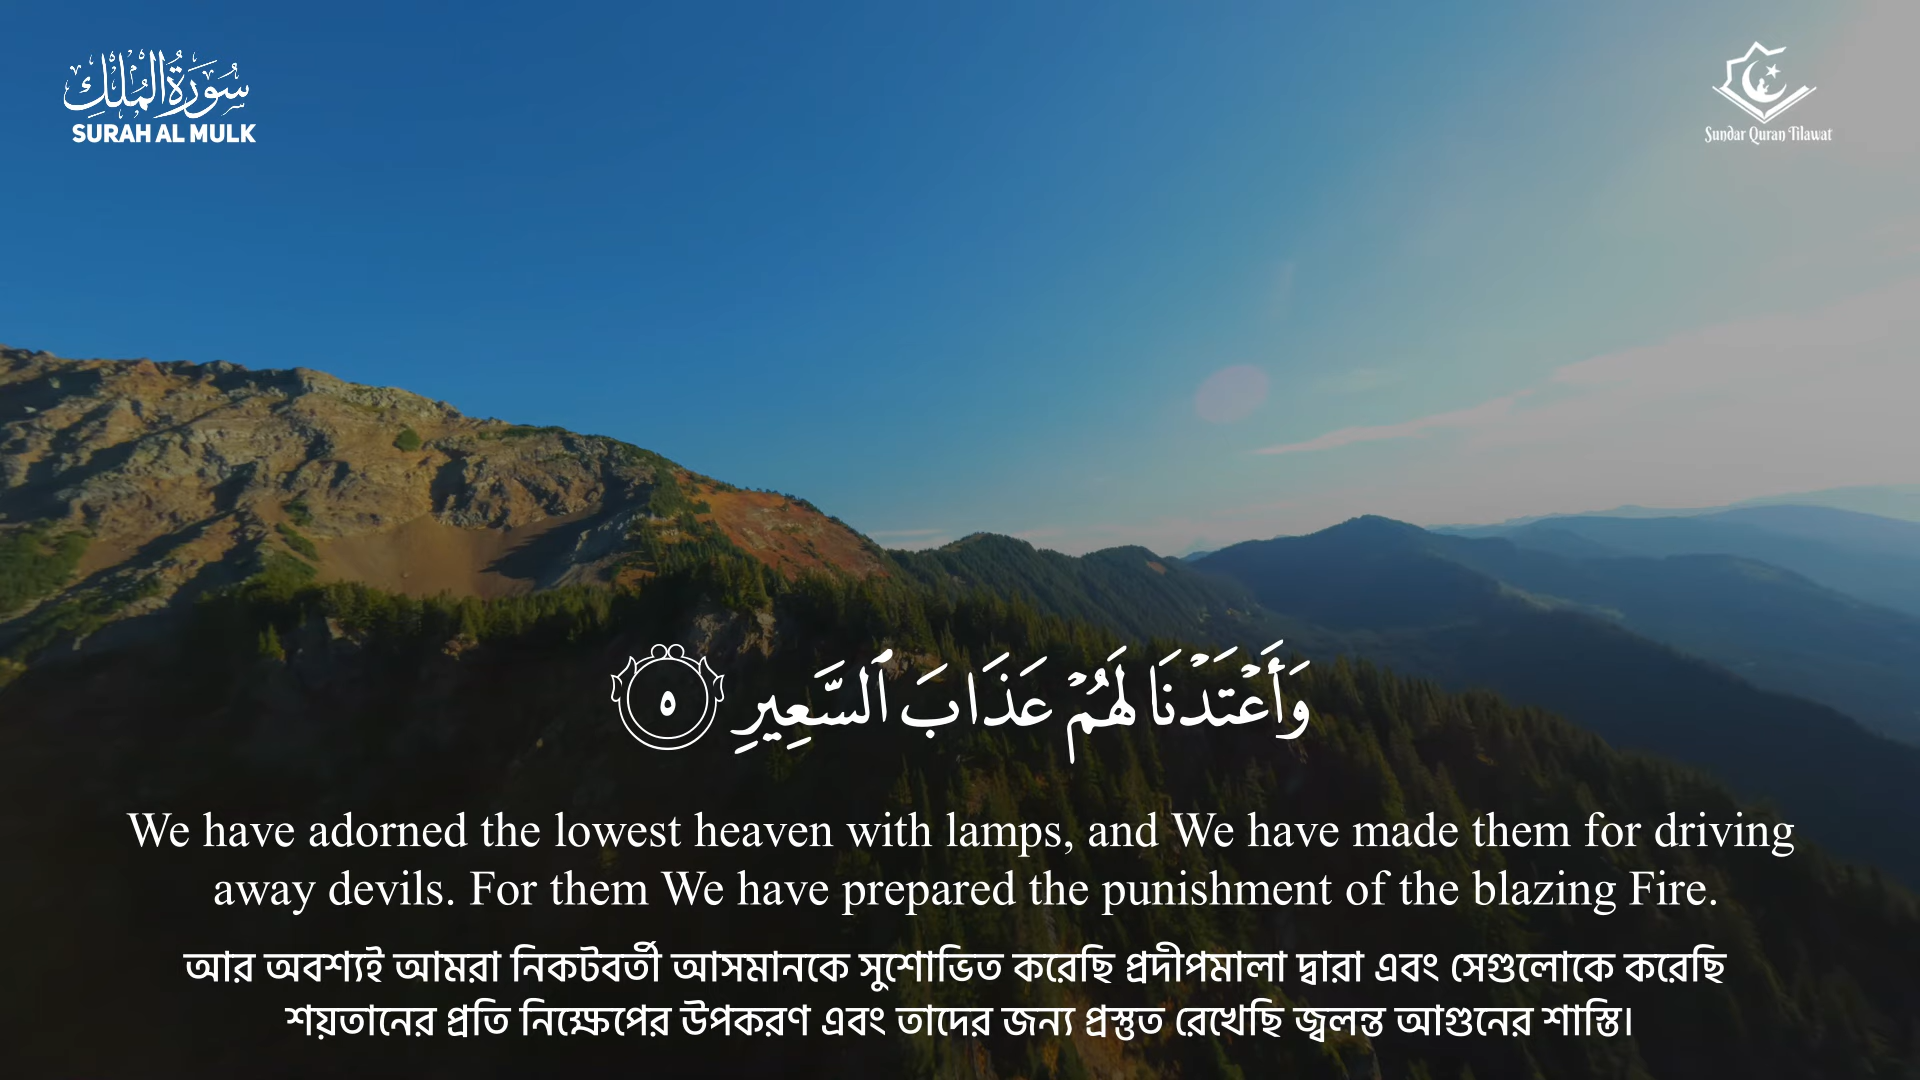 سُورَةُ الْمُلْكِ
SURAH AL MULK
Sundar Quran Tilawat
وَأَعۡتَدۡنَا لَهُمۡ عَذَابَ ٱلسَّعِيرِ ٥
We have adorned the lowest heaven with lamps, and We have made them for driving
away devils. For them We have prepared the punishment of the blazing Fire.
আর অবশ্যই আমরা নিকটবর্তী আসমানকে সুশোভিত করেছি প্রদীপমালা দ্বারা এবং সেগুলোকে করেছি
শয়তানের প্রতি নিক্ষেপের উপকরণ এবং তাদের জন্য প্রস্তুত রেখেছি জ্বলন্ত আগুনের শাস্তি।